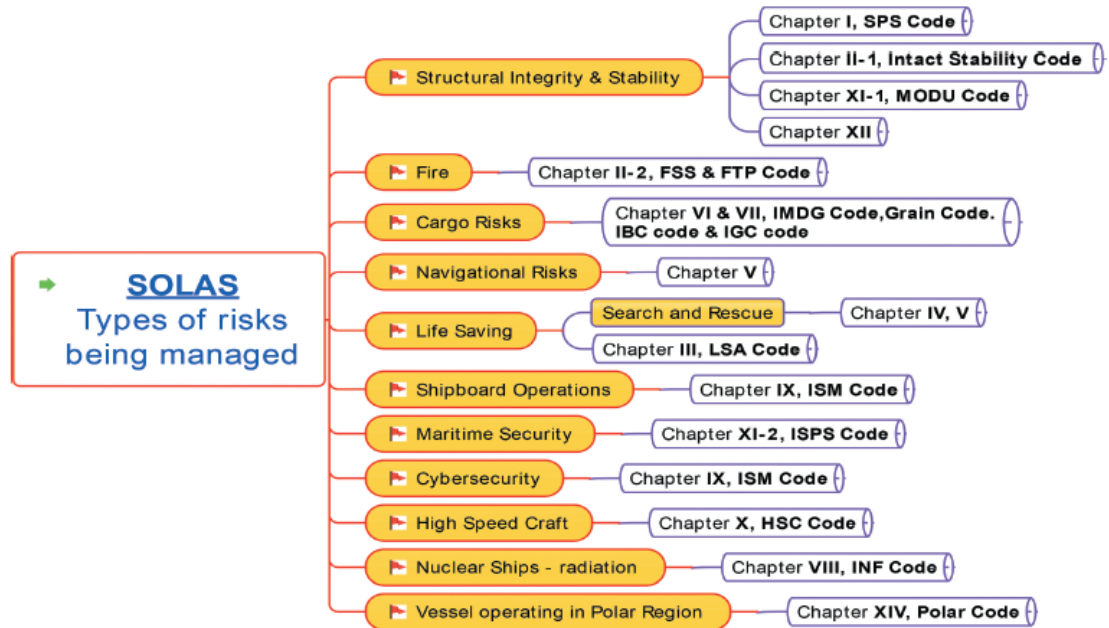 SOLAS
Types of risks
being managed
Structural Integrity & Stability
Chapter I, SPS Code
Chapter II-1, Intact Stability Code
Chapter XI-1, MODU Code
Chapter XII
Fire
Chapter II-2, FSS & FTP Code
Cargo Risks
Chapter VI & VII, IMDG Code,Grain Code.
IBC code & IGC code
Navigational Risks
Chapter V
Life Saving
Search and Rescue
Chapter IV, V
Chapter III, LSA Code
Shipboard Operations
Chapter IX, ISM Code
Maritime Security
Chapter XI-2, ISPS Code
Cybersecurity
Chapter IX, ISM Code
High Speed Craft
Chapter X, HSC Code
Nuclear Ships - radiation
Chapter VIII, INF Code
Vessel operating in Polar Region
Chapter XIV, Polar Code